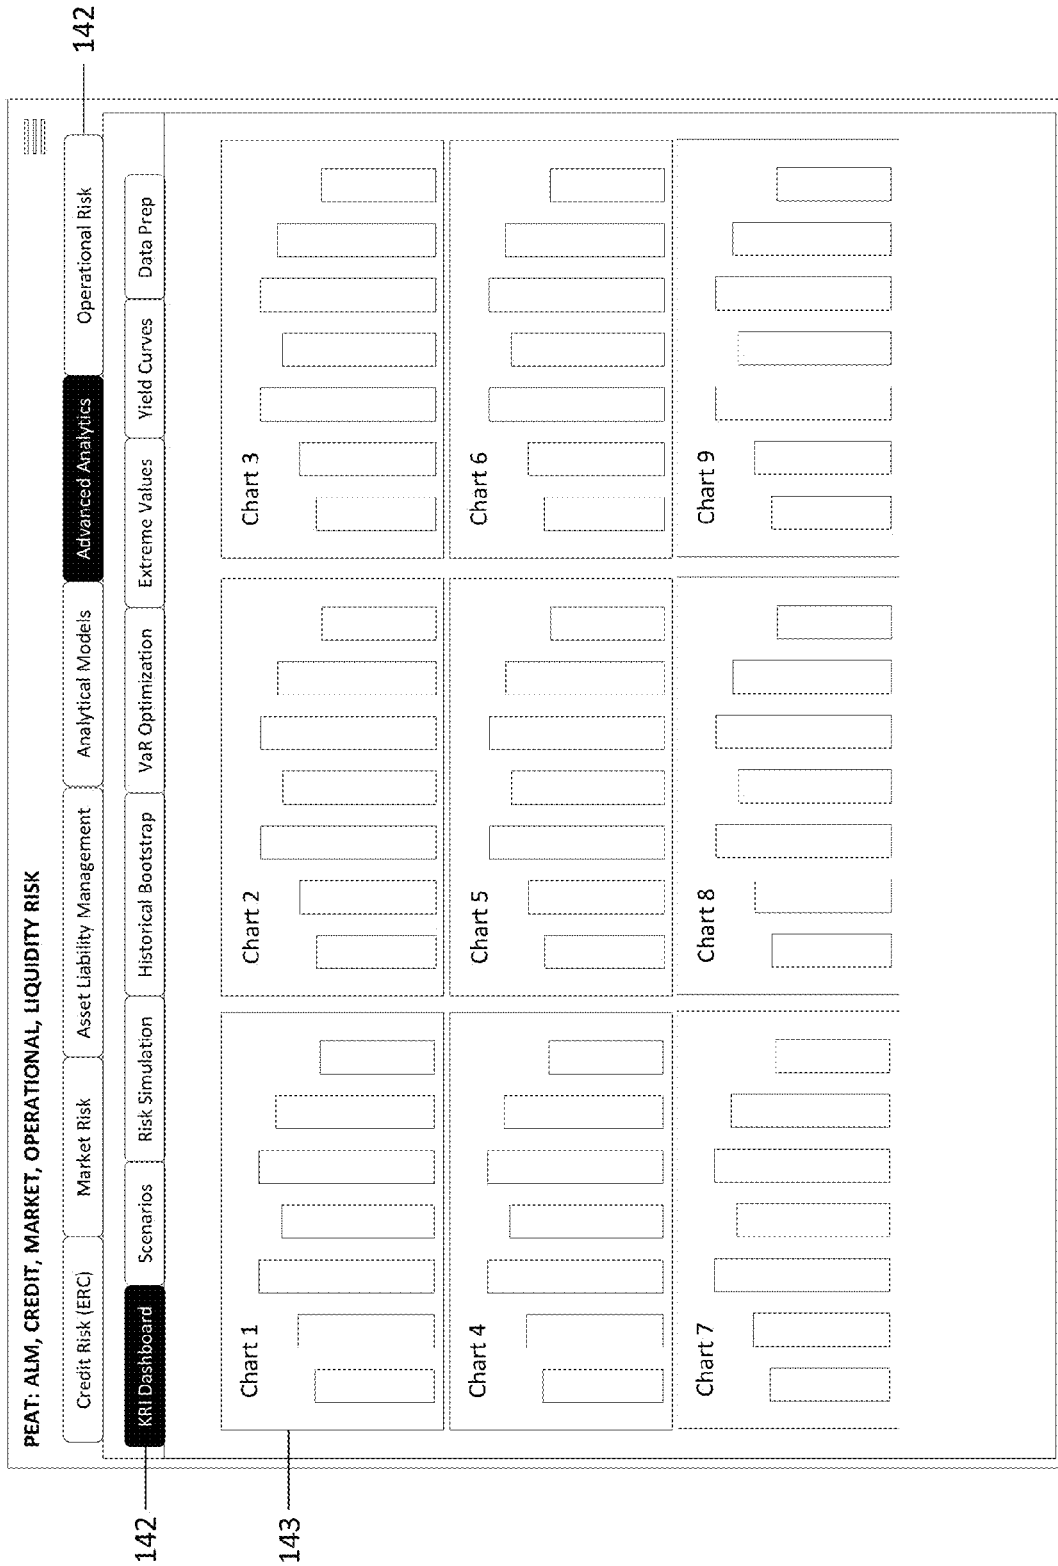 PEAT: ALM, CREDIT, MARKET, OPERATIONAL, LIQUIDITY RISK
Credit Risk (ERC) Market Risk Asset Liability Management Analytical Models Advanced Analytics Operational Risk 142
142 KRI Dashboard Scenarios Risk Simulation Historical Bootstrap VaR Optimization Extreme Values Yield Curves Data Prep
Chart 1 Chart 2 Chart 3
143
Chart 4 Chart 5 Chart 6
Chart 7 Chart 8 Chart 9